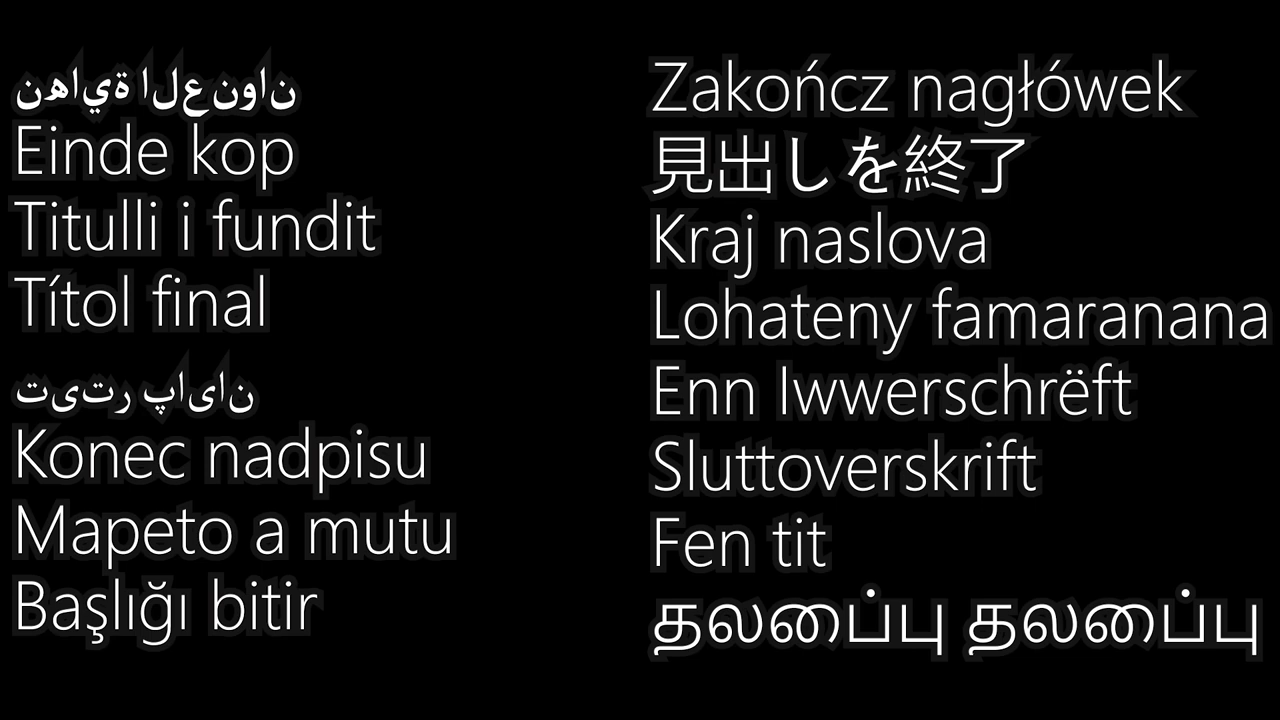 نهاية العنوان
Einde kop
Titulli i fundit
Títol final
تیتر پایان
Konec nadpisu
Mapeto a mutu
Başlığı bitir
Zakończ nagłówek
見出しを終了
Kraj naslova
Lohateny famaranana
Enn Iwwerschrëft
Sluttoverskrift
Fen tit
தலைப்பு தலைப்பு